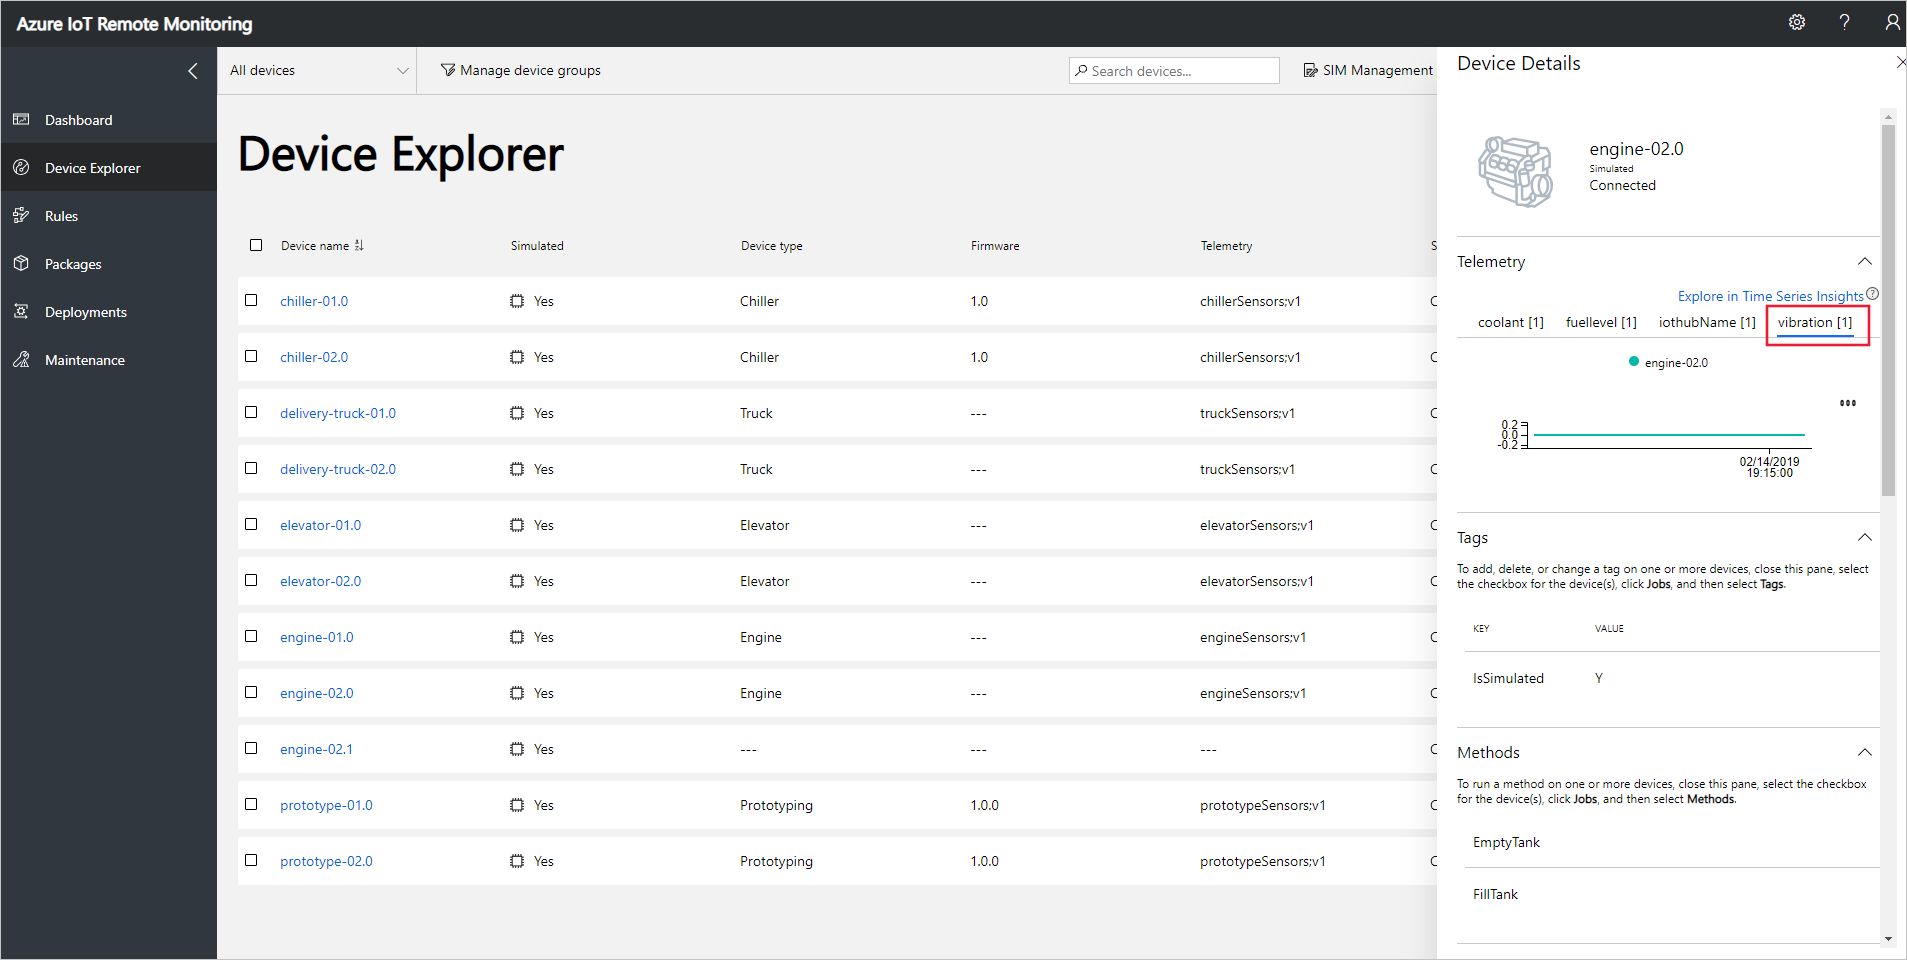 Azure IoT Remote Monitoring
?
Dashboard
Device Explorer
Rules
Packages
Deployments
Maintenance
All devices
Manage device groups
Search devices...
SIM Management
Device Explorer
Device name
Simulated
Device type
Firmware
Telemetry
S
chiller-01.0 Yes Chiller 1.0 chillerSensors;v1 C
chiller-02.0 Yes Chiller 1.0 chillerSensors;v1 C
delivery-truck-01.0 Yes Truck --- truckSensors;v1 C
delivery-truck-02.0 Yes Truck --- truckSensors;v1 C
elevator-01.0 Yes Elevator --- elevatorSensors;v1 C
elevator-02.0 Yes Elevator --- elevatorSensors;v1 C
engine-01.0 Yes Engine --- engineSensors;v1 C
engine-02.0 Yes Engine --- engineSensors;v1 C
engine-02.1 Yes --- --- --- C
prototype-01.0 Yes Prototyping 1.0.0 prototypeSensors;v1 C
prototype-02.0 Yes Prototyping 1.0.0 prototypeSensors;v1 C
Device Details
engine-02.0
Simulated
Connected
Telemetry
Explore in Time Series Insights ?
coolant [1] fuellevel [1] iothubName [1] vibration [1]
engine-02.0
0.2
0.0
-0.2
02/14/2019
19:15:00
Tags
To add, delete, or change a tag on one or more devices, close this pane, select
the checkbox for the device(s), click Jobs, and then select Tags.
KEY VALUE
IsSimulated Y
Methods
To run a method on one or more devices, close this pane, select the checkbox
for the device(s), click Jobs, and then select Methods.
EmptyTank
FillTank